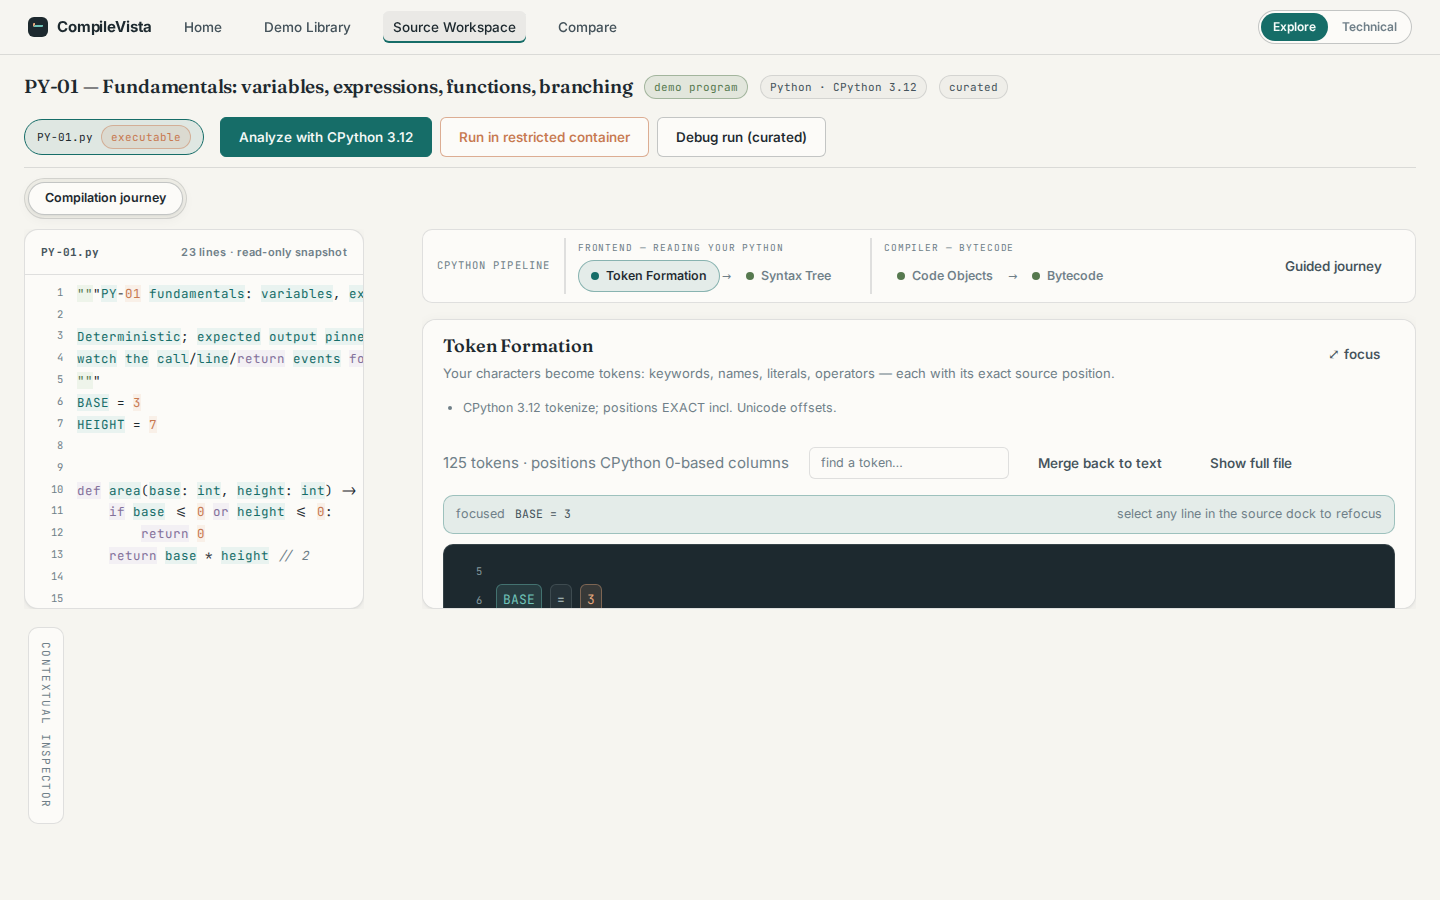 CompileVista Home Demo Library Source Workspace Compare Explore Technical
PY-01 — Fundamentals: variables, expressions, functions, branching demo program Python · CPython 3.12 curated
PY-01.py executable Analyze with CPython 3.12 Run in restricted container Debug run (curated)
Compilation journey
PY-01.py 23 lines · read-only snapshot
1 """PY-01 fundamentals: variables, ex
2
3 Deterministic; expected output pinne
4 watch the call/line/return events fo
5 """
6 BASE = 3
7 HEIGHT = 7
8
9
10 def area(base: int, height: int) →
11 if base ⩽ 0 or height ⩽ 0:
12 return 0
13 return base * height // 2
14
15
CPYTHON PIPELINE
FRONTEND — READING YOUR PYTHON
Token Formation → Syntax Tree
COMPILER — BYTECODE
Code Objects → Bytecode
Guided journey
Token Formation
⤢ focus
Your characters become tokens: keywords, names, literals, operators — each with its exact source position.
• CPython 3.12 tokenize; positions EXACT incl. Unicode offsets.
125 tokens · positions CPython 0-based columns find a token... Merge back to text Show full file
focused BASE = 3 select any line in the source dock to refocus
5
6 BASE = 3
CONTEXTUAL INSPECTOR